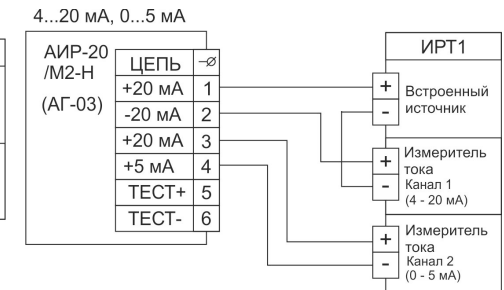 4...20 мА, 0...5 мА
АИР-20
/М2-Н
(АГ-03)
ЦЕПЬ
+20 мА 1
-20 мА 2
+20 мА 3
+5 мА 4
ТЕСТ+ 5
ТЕСТ- 6
ИРТ1
+
Встроенный
-
источник
+
Измеритель
тока
-
Канал 1
(4 - 20 мА)
+
Измеритель
тока
-
Канал 2
(0 - 5 мА)